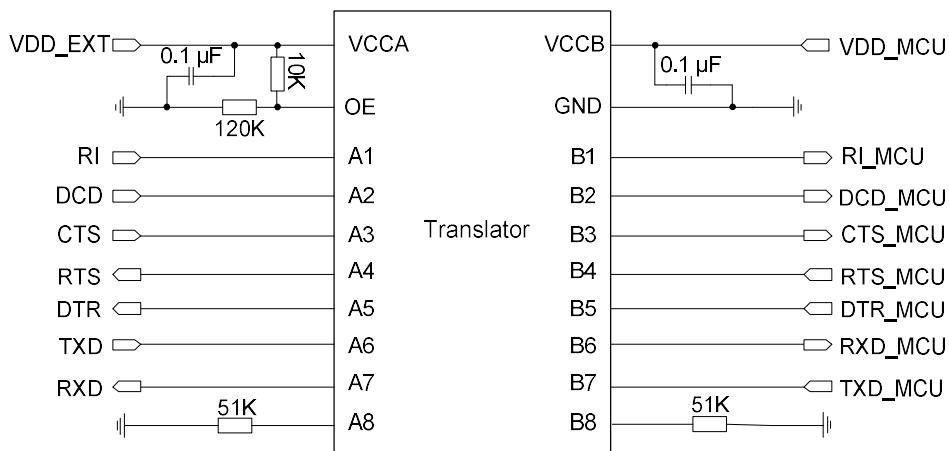 VDD_EXT VCCA VCCB VDD_MCU
0.1 µF 10K 0.1 µF
OE GND
120K
RI A1 B1 RI_MCU
DCD A2 B2 DCD_MCU
CTS A3 Translator B3 CTS_MCU
RTS A4 B4 RTS_MCU
DTR A5 B5 DTR_MCU
TXD A6 B6 RXD_MCU
RXD A7 B7 TXD_MCU
51K A8 B8 51K